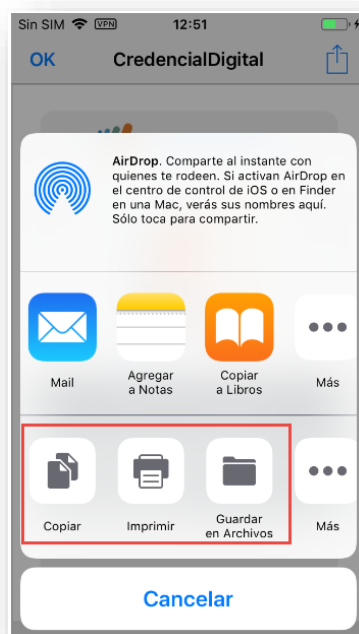 Sin SIM VPN 12:51
OK CredencialDigital
AirDrop. Comparte al instante con
quienes te rodeen. Si activan AirDrop en
el centro de control de iOS o en Finder
en una Mac, verás sus nombres aquí.
Sólo toca para compartir.
Mail
Agregar
a Notas
Copiar
a Libros
Más
Copiar
Imprimir
Guardar
en Archivos
Más
Cancelar